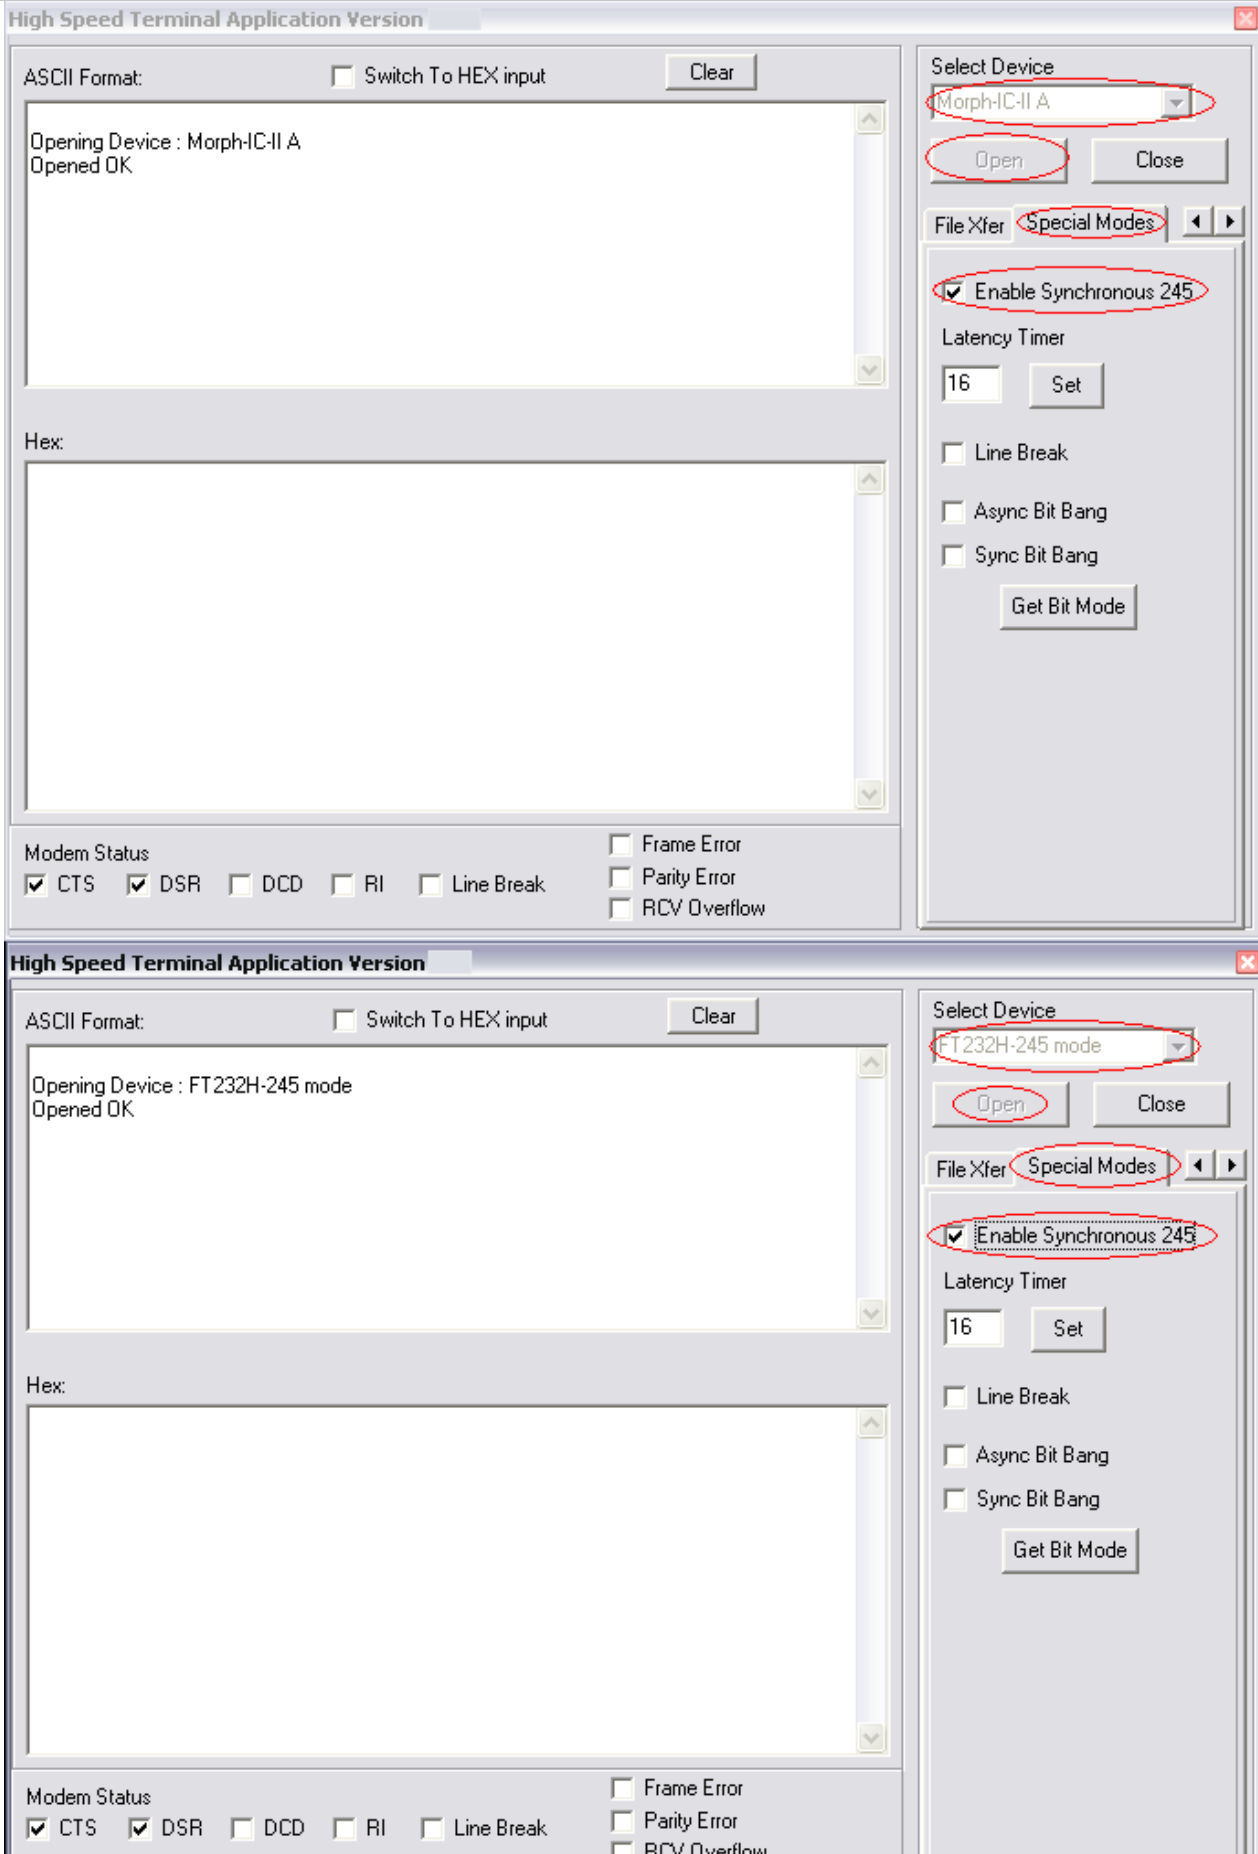 High Speed Terminal Application Version
ASCII Format:
Switch To HEX input
Clear
Opening Device : Morph-IC-II A
Opened OK
Hex:
Modem Status
CTS
DSR
DCD
RI
Line Break
Frame Error
Parity Error
RCV Overflow
Select Device
Morph-IC-II A
Open
Close
File Xfer
Special Modes
Enable Synchronous 245
Latency Timer
16
Set
Line Break
Async Bit Bang
Sync Bit Bang
Get Bit Mode
High Speed Terminal Application Version
ASCII Format:
Switch To HEX input
Clear
Opening Device : FT232H-245 mode
Opened OK
Hex:
Modem Status
CTS
DSR
DCD
RI
Line Break
Frame Error
Parity Error
RCV Overflow
Select Device
FT232H-245 mode
Open
Close
File Xfer
Special Modes
Enable Synchronous 245
Latency Timer
16
Set
Line Break
Async Bit Bang
Sync Bit Bang
Get Bit Mode